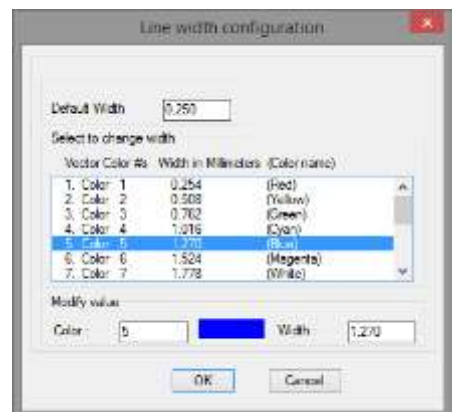 Line width configuration
Default Width 0.250
Select to change width
Vector Color #s Width in Millimeters (Color name)
1. Color 1 0.254 (Red)
2. Color 2 0.508 (Yellow)
3. Color 3 0.762 (Green)
4. Color 4 1.016 (Cyan)
5. Color 5 1.270 (Blue)
6. Color 6 1.524 (Magenta)
7. Color 7 1.778 (White)
Modify value
Color : 5 Width 1.270
OK Cancel